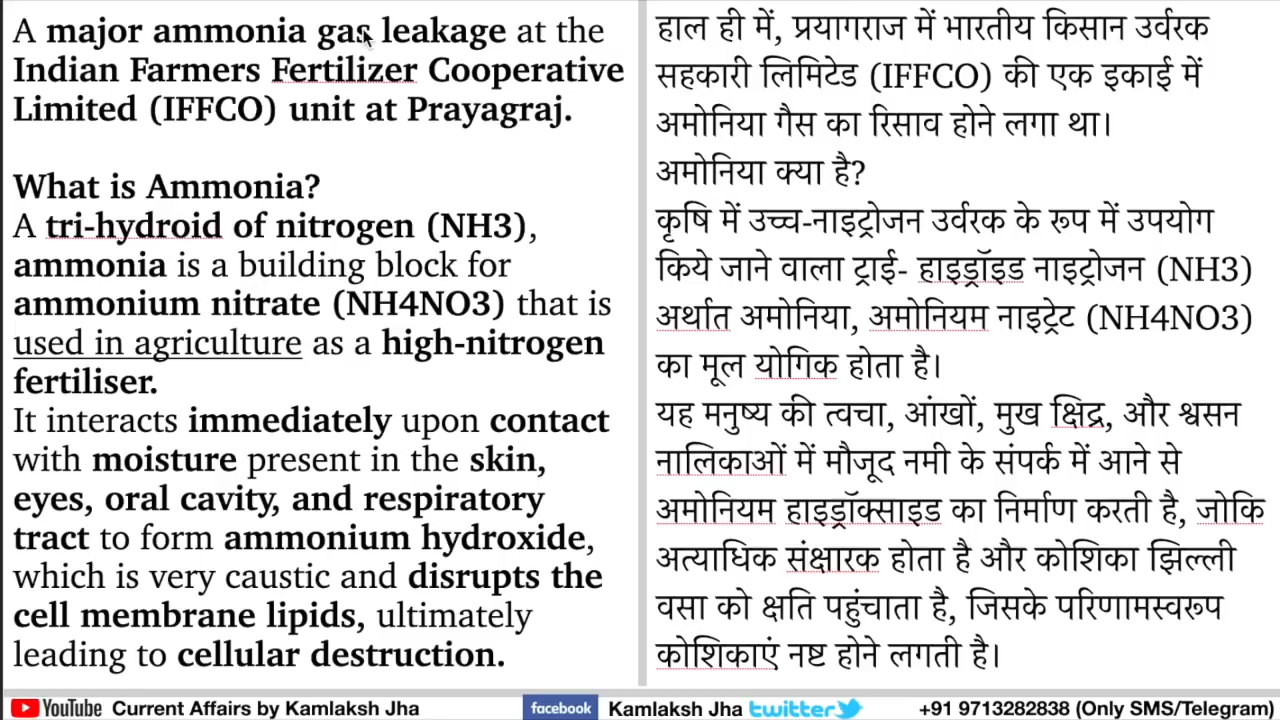 A major ammonia gas leakage at the
Indian Farmers Fertilizer Cooperative
Limited (IFFCO) unit at Prayagraj.
What is Ammonia?
A tri-hydroid of nitrogen (NH3),
ammonia is a building block for
ammonium nitrate (NH4NO3) that is
used in agriculture as a high-nitrogen
fertiliser.
It interacts immediately upon contact
with moisture present in the skin,
eyes, oral cavity, and respiratory
tract to form ammonium hydroxide,
which is very caustic and disrupts the
cell membrane lipids, ultimately
leading to cellular destruction.
हाल ही में, प्रयागराज में भारतीय किसान उर्वरक
सहकारी लिमिटेड (IFFCO) की एक इकाई में
अमोनिया गैस का रिसाव होने लगा था।
अमोनिया क्या है?
कृषि में उच्च-नाइट्रोजन उर्वरक के रूप में उपयोग
किये जाने वाला ट्राई- हाइड्रॉइड नाइट्रोजन (NH3)
अर्थात अमोनिया, अमोनियम नाइट्रेट (NH4NO3)
का मूल योगिक होता है।
यह मनुष्य की त्वचा, आंखों, मुख क्षिद्र, और श्वसन
नालिकाओं में मौजूद नमी के संपर्क में आने से
अमोनियम हाइड्रॉक्साइड का निर्माण करती है, जोकि
अत्याधिक संक्षारक होता है और कोशिका झिल्ली
वसा को क्षति पहुंचाता है, जिसके परिणामस्वरूप
कोशिकाएं नष्ट होने लगती है।
YouTube Current Affairs by Kamlaksh Jha
facebook Kamlaksh Jha twitter
+91 9713282838 (Only SMS/Telegram)